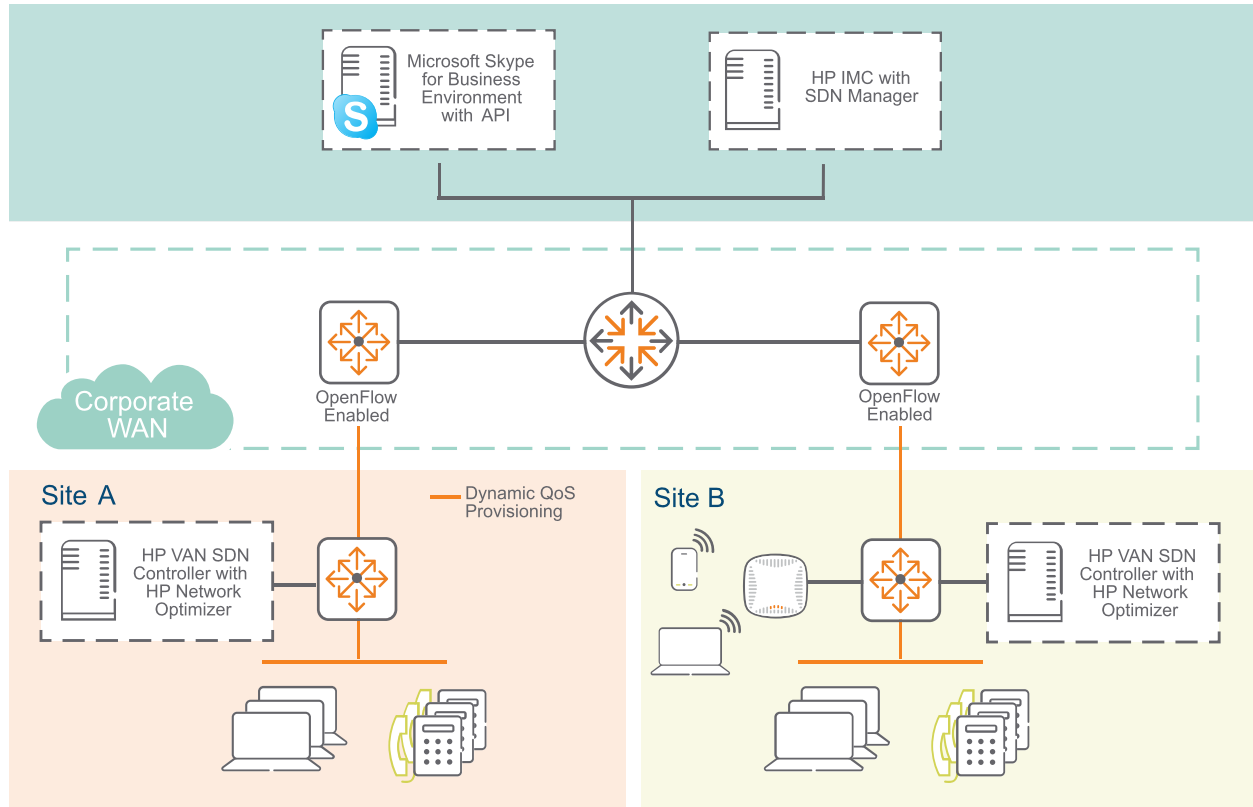 Microsoft Skype
for Business
Environment
with API
S
HP IMC with
SDN Manager
OpenFlow
Enabled
OpenFlow
Enabled
Corporate
WAN
Site A
Dynamic QoS
Provisioning
HP VAN SDN
Controller with
HP Network
Optimizer
Site B
HP VAN SDN
Controller with
HP Network
Optimizer